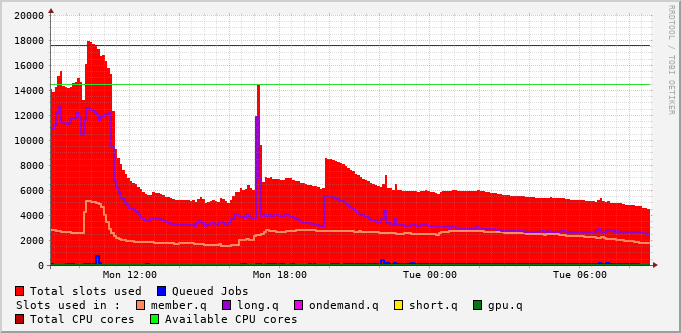 RRDTOOL / TOBI OETIKER
20000
18000
16000
14000
12000
10000
8000
6000
4000
2000
0
Mon 12:00 Mon 18:00 Tue 00:00 Tue 06:00
Total slots used Queued Jobs
Slots used in : member.q long.q ondemand.q short.q gpu.q
Total CPU cores Available CPU cores